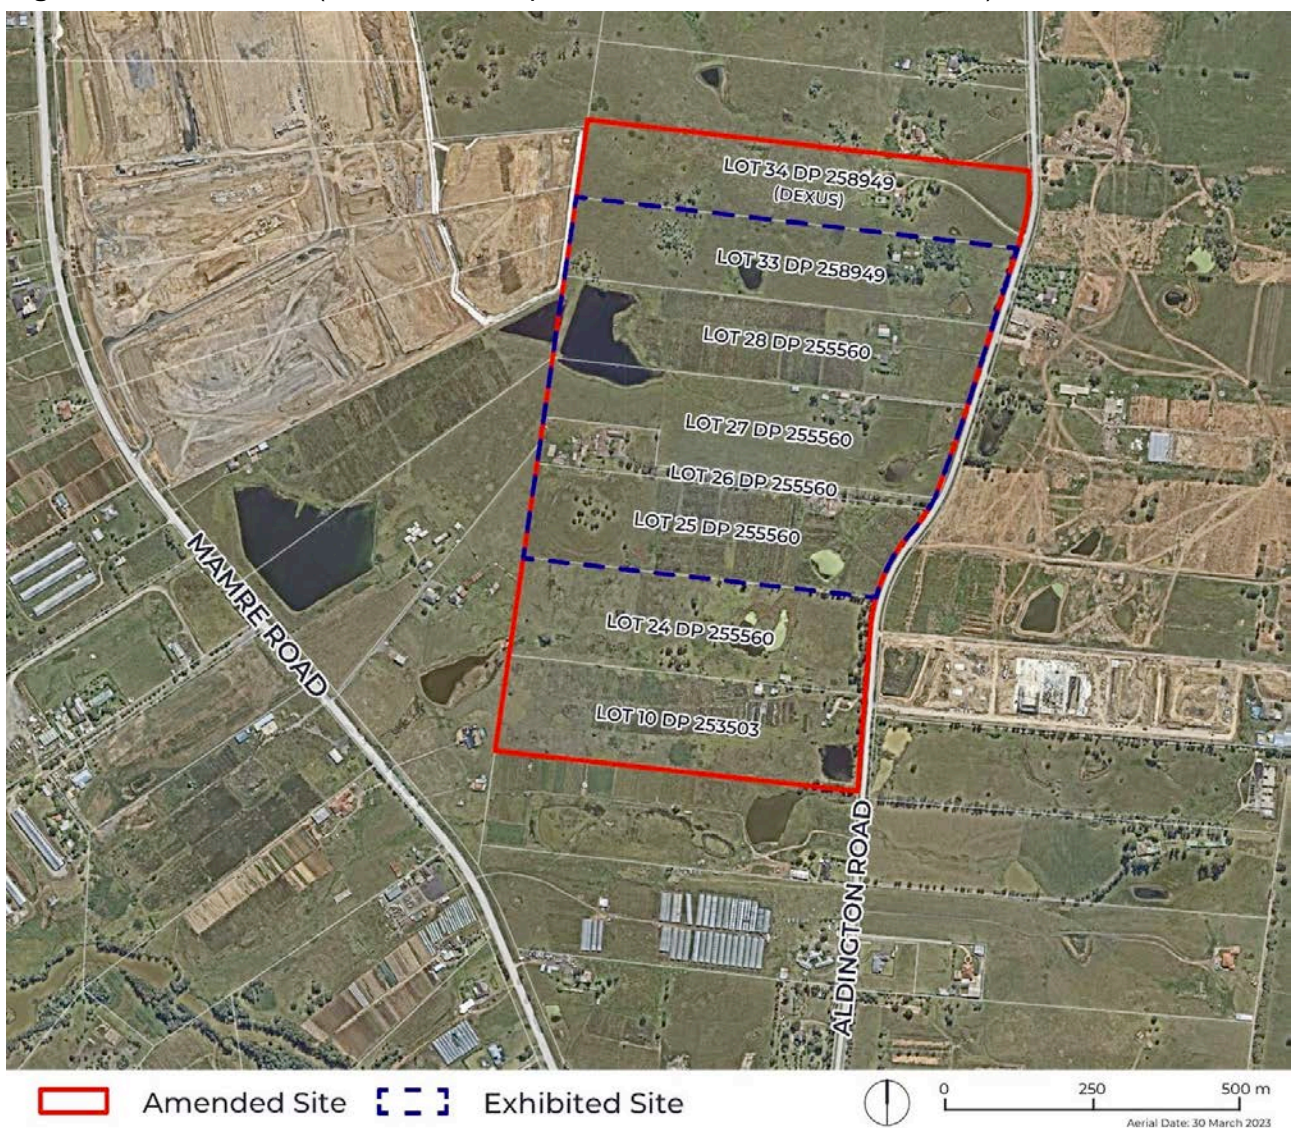 LOT 34 DP 258949
(DEXUS)
LOT 33 DP 258949
LOT 28 DP 255560
LOT 27 DP 255560
LOT 26 DP 255560
LOT 25 DP 255560
LOT 24 DP 255560
LOT 10 DP 253503
MAMRE ROAD
ALDINGTON ROAD
Amended Site
Exhibited Site
0 250 500 m
Aerial Date: 30 March 2023